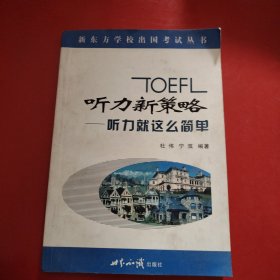 新东方学校出国考试丛书
TOEFL
听力新策略
——听力就这么简单
杜伟 宁 编著
世界知识出版社